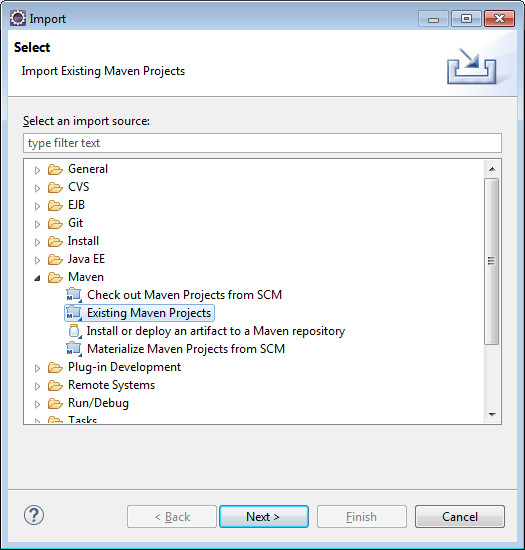 Import
Select
Import Existing Maven Projects
Select an import source:
type filter text
General
CVS
EJB
Git
Install
Java EE
Maven
Check out Maven Projects from SCM
Existing Maven Projects
Install or deploy an artifact to a Maven repository
Materialize Maven Projects from SCM
Plug-in Development
Remote Systems
Run/Debug
Tasks
? < Back Next > Finish Cancel